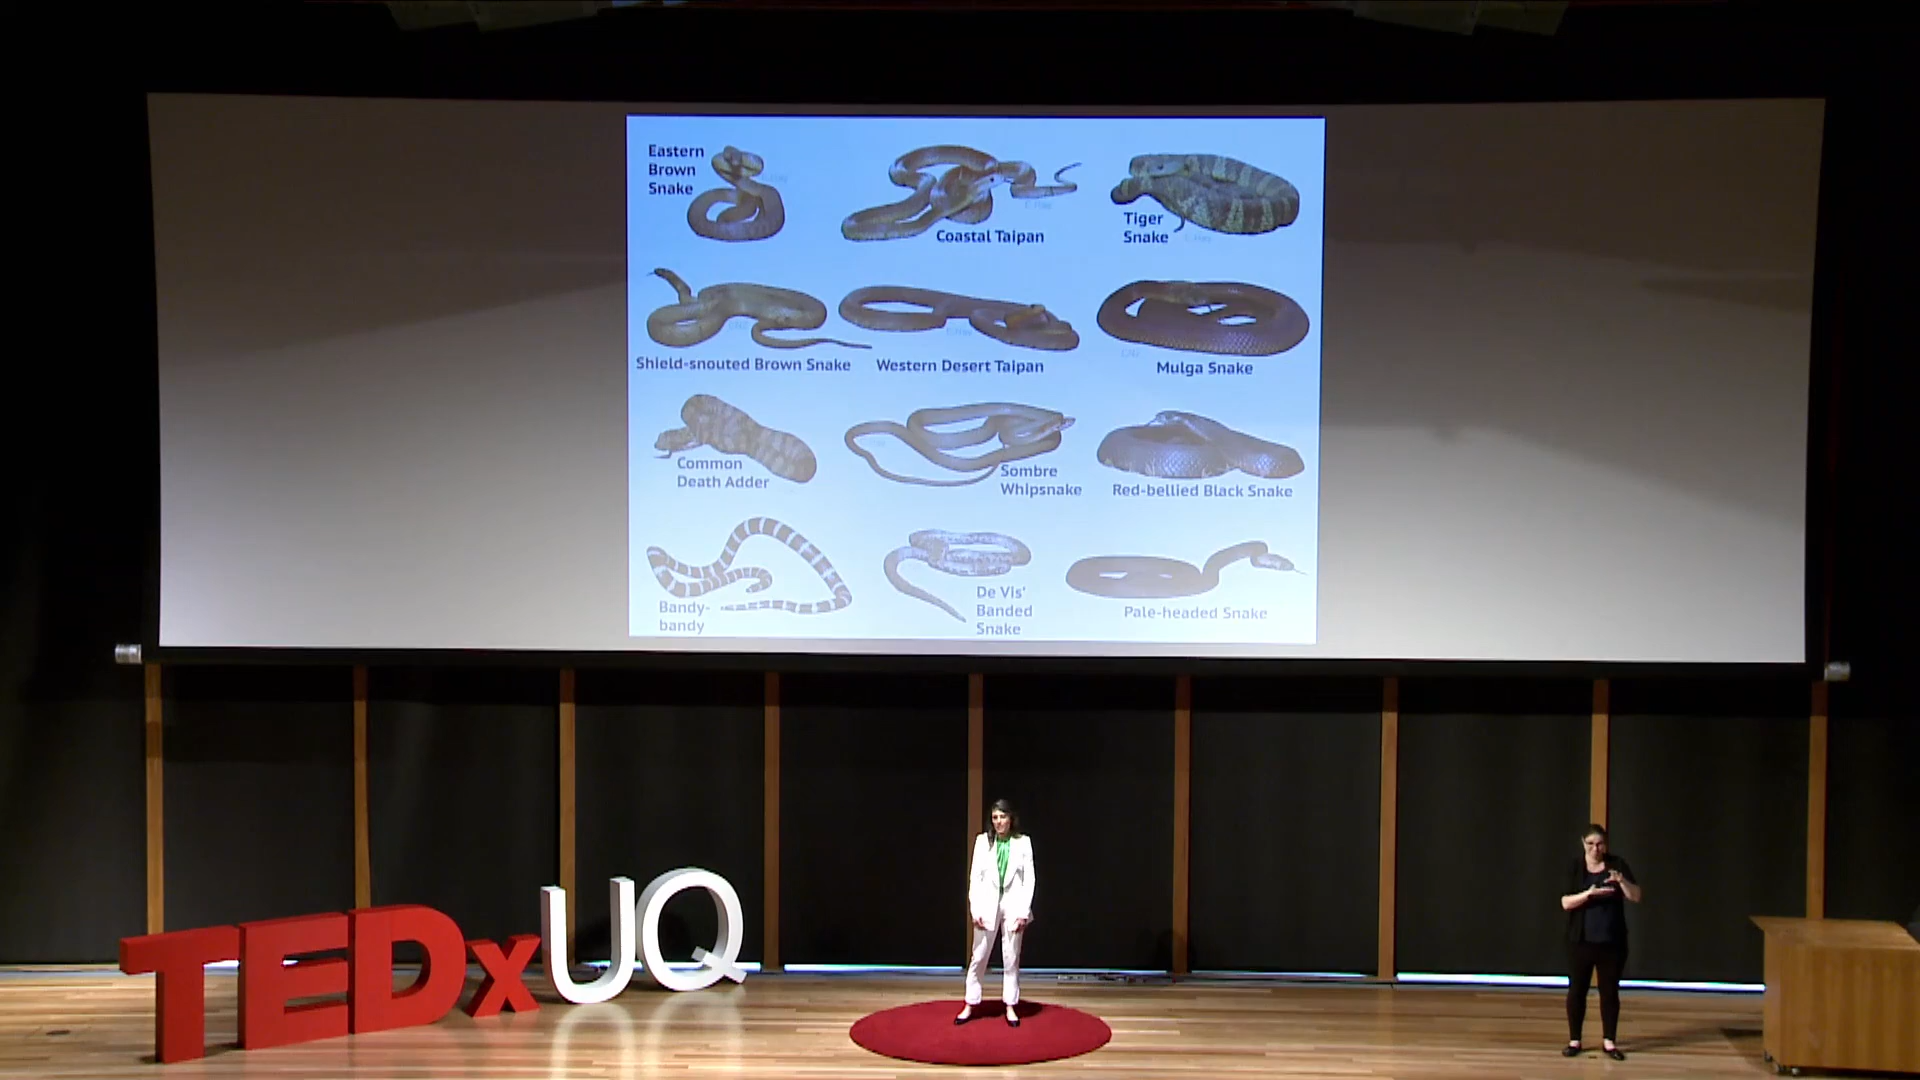 Eastern
Brown
Snake
Coastal Taipan
Tiger
Snake
Shield-snouted Brown Snake
Western Desert Taipan
Mulga Snake
Common
Death Adder
Sombre
Whipsnake
Red-bellied Black Snake
Bandy-
bandy
De Vis'
Banded
Snake
Pale-headed Snake
TEDxUQ